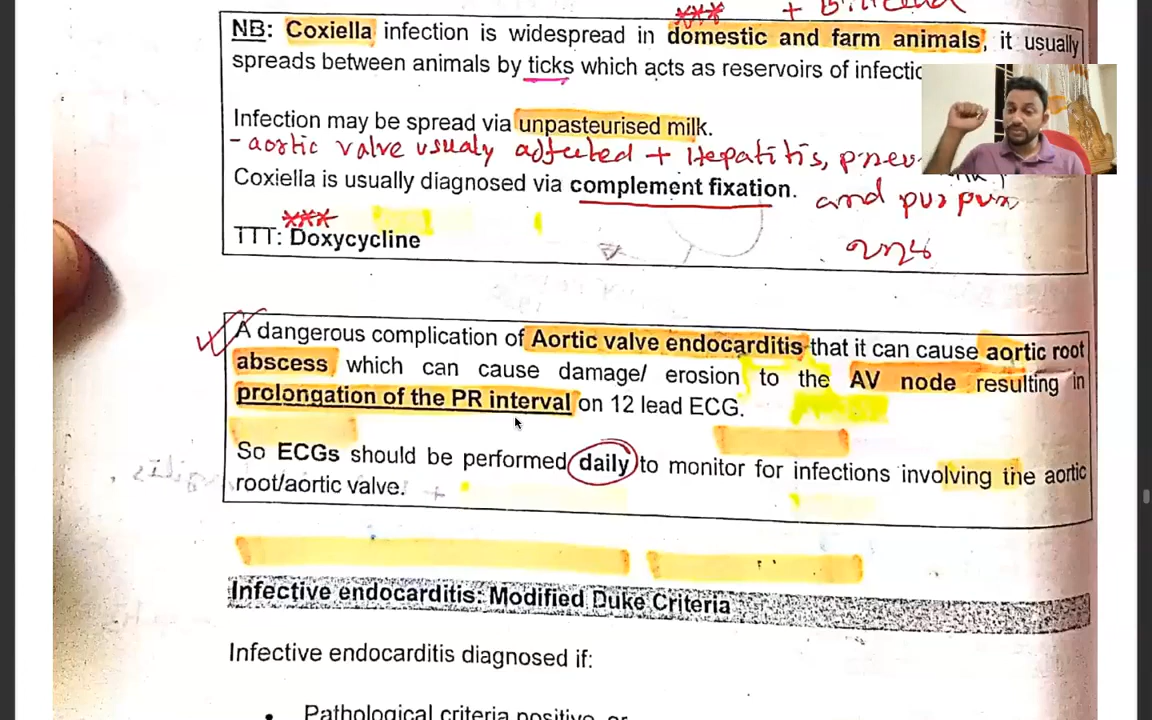 NB: Coxiella infection is widespread in domestic and farm animals, it usually
spreads between animals by ticks which acts as reservoirs of
Infection may be spread via unpasteurised milk.
- aortic valve usualy + Hepatitis,
Coxiella is usually diagnosed via complement fixation.
and
TTT: Doxycycline
A dangerous complication of Aortic valve endocarditis that it can cause aortic root
abscess, which can cause damage/ erosion to the AV node resulting in
prolongation of the PR interval on 12 lead ECG.
So ECGs should be performed daily to monitor for infections involving the aortic
root/aortic valve.
Infective endocarditis: Modified Duke Criteria
Infective endocarditis diagnosed if:
• Pathological criteria positive, or